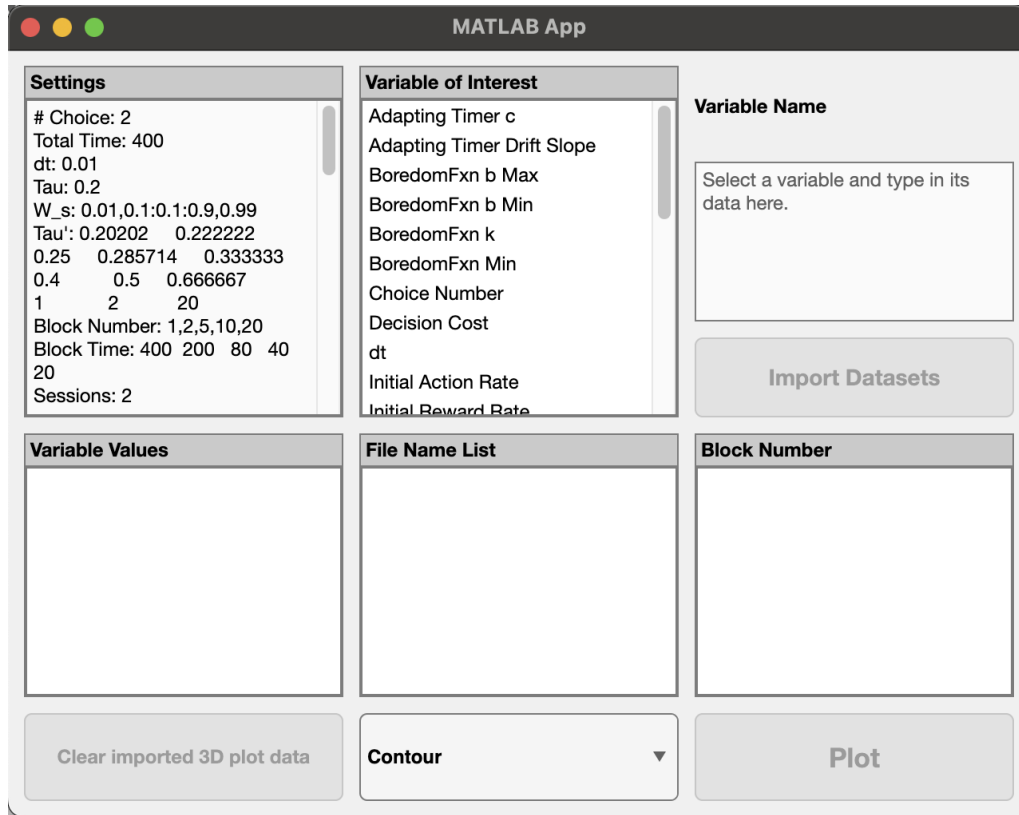 MATLAB App
Settings
# Choice: 2
Total Time: 400
dt: 0.01
Tau: 0.2
W_s: 0.01,0.1:0.1:0.9,0.99
Tau': 0.20202 0.222222
0.25 0.285714 0.333333
0.4 0.5 0.666667
1 2 20
Block Number: 1,2,5,10,20
Block Time: 400 200 80 40
20
Sessions: 2
Variable of Interest
Adapting Timer c
Adapting Timer Drift Slope
BoredomFxn b Max
BoredomFxn b Min
BoredomFxn k
BoredomFxn Min
Choice Number
Decision Cost
dt
Initial Action Rate
Initial Reward Rate
Variable Name
Select a variable and type in its
data here.
Import Datasets
Variable Values
File Name List
Block Number
Clear imported 3D plot data
Contour
Plot